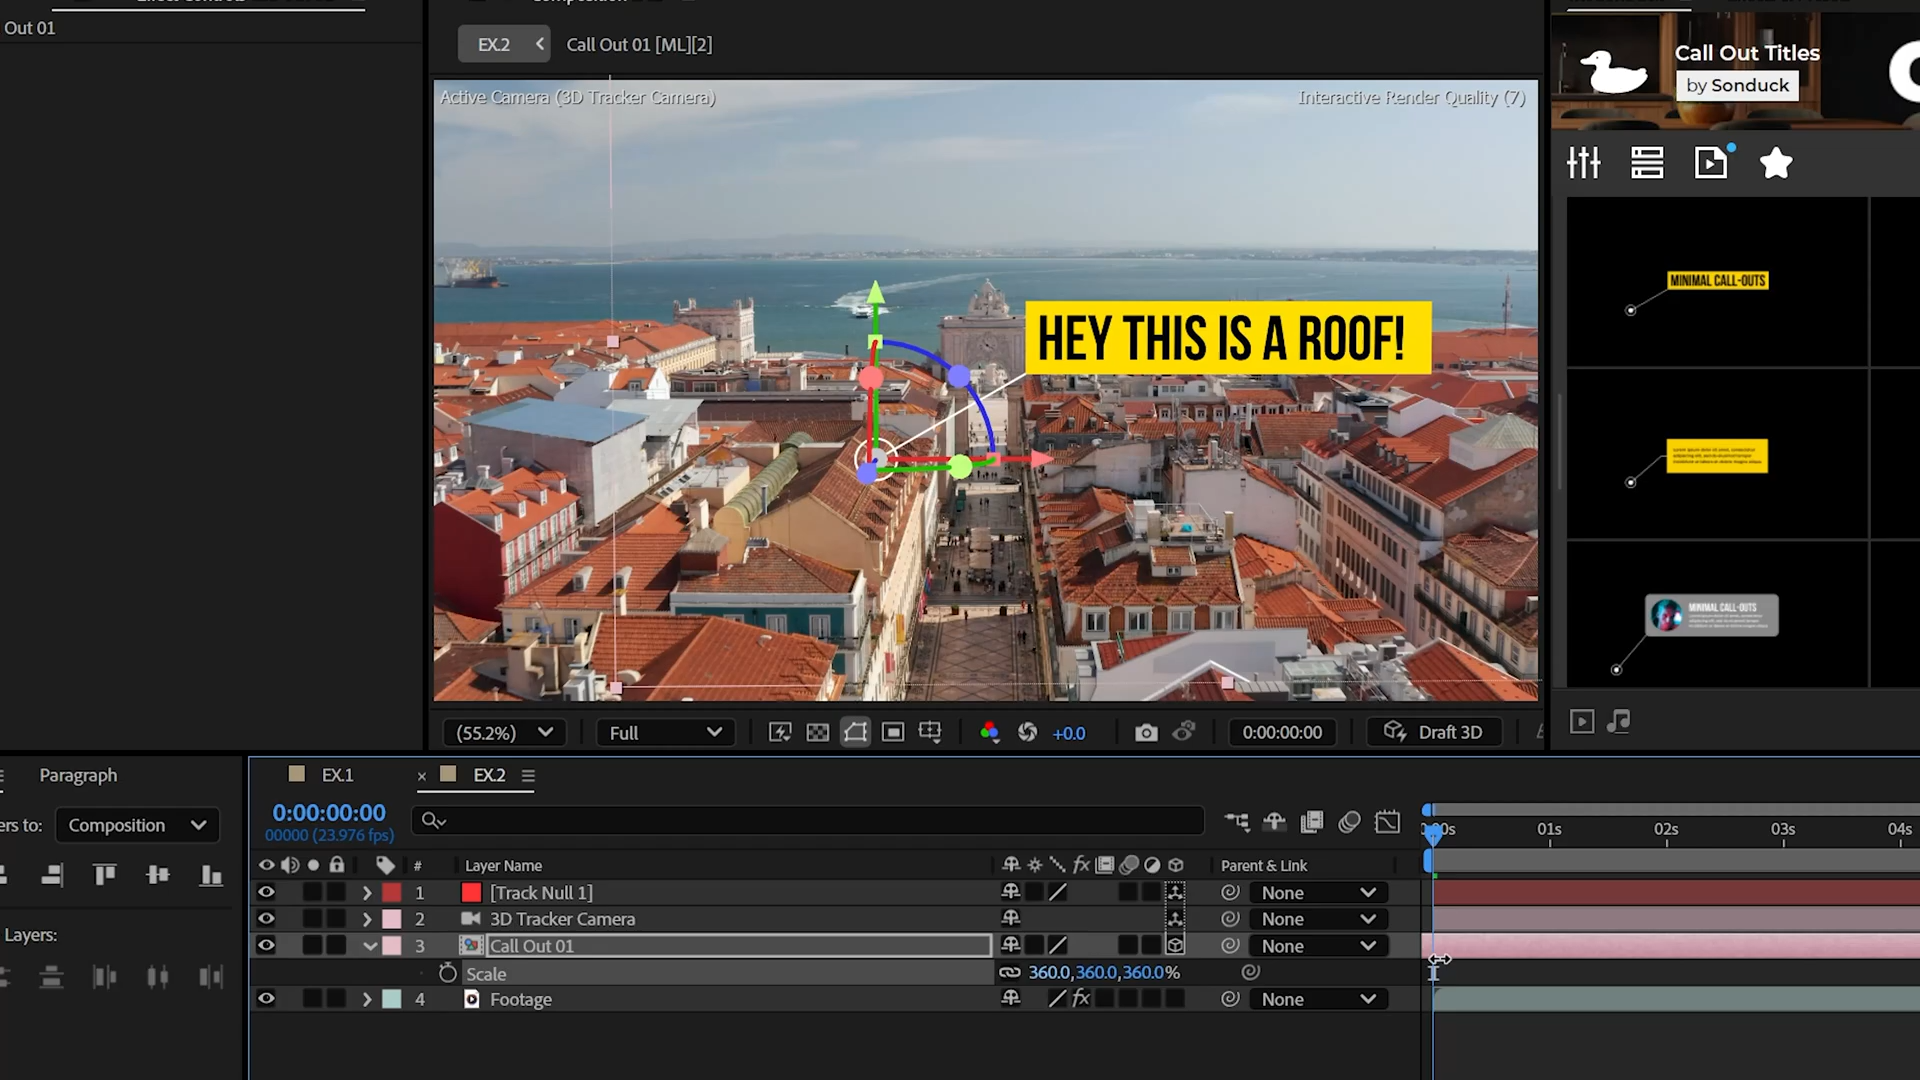 Out 01
EX.2
Call Out 01 [ML][2]
Active Camera (3D Tracker Camera)
Interactive Render Quality (7)
HEY THIS IS A ROOF!
(55.2%)
Full
+0.0
0:00:00:00
Draft 3D
Call Out Titles
by Sonduck
MINIMAL CALL-OUTS
MINIMAL CALL-OUTS
Paragraph
ers to:
Composition
Layers:
EX.1
× EX.2
0:00:00:00
00000 (23.976 fps)
00s 01s 02s 03s 04s
# Layer Name fx Parent & Link
1 [Track Null 1] None
2 3D Tracker Camera None
3 Call Out 01 None
Scale 360.0,360.0,360.0%
4 Footage fx None